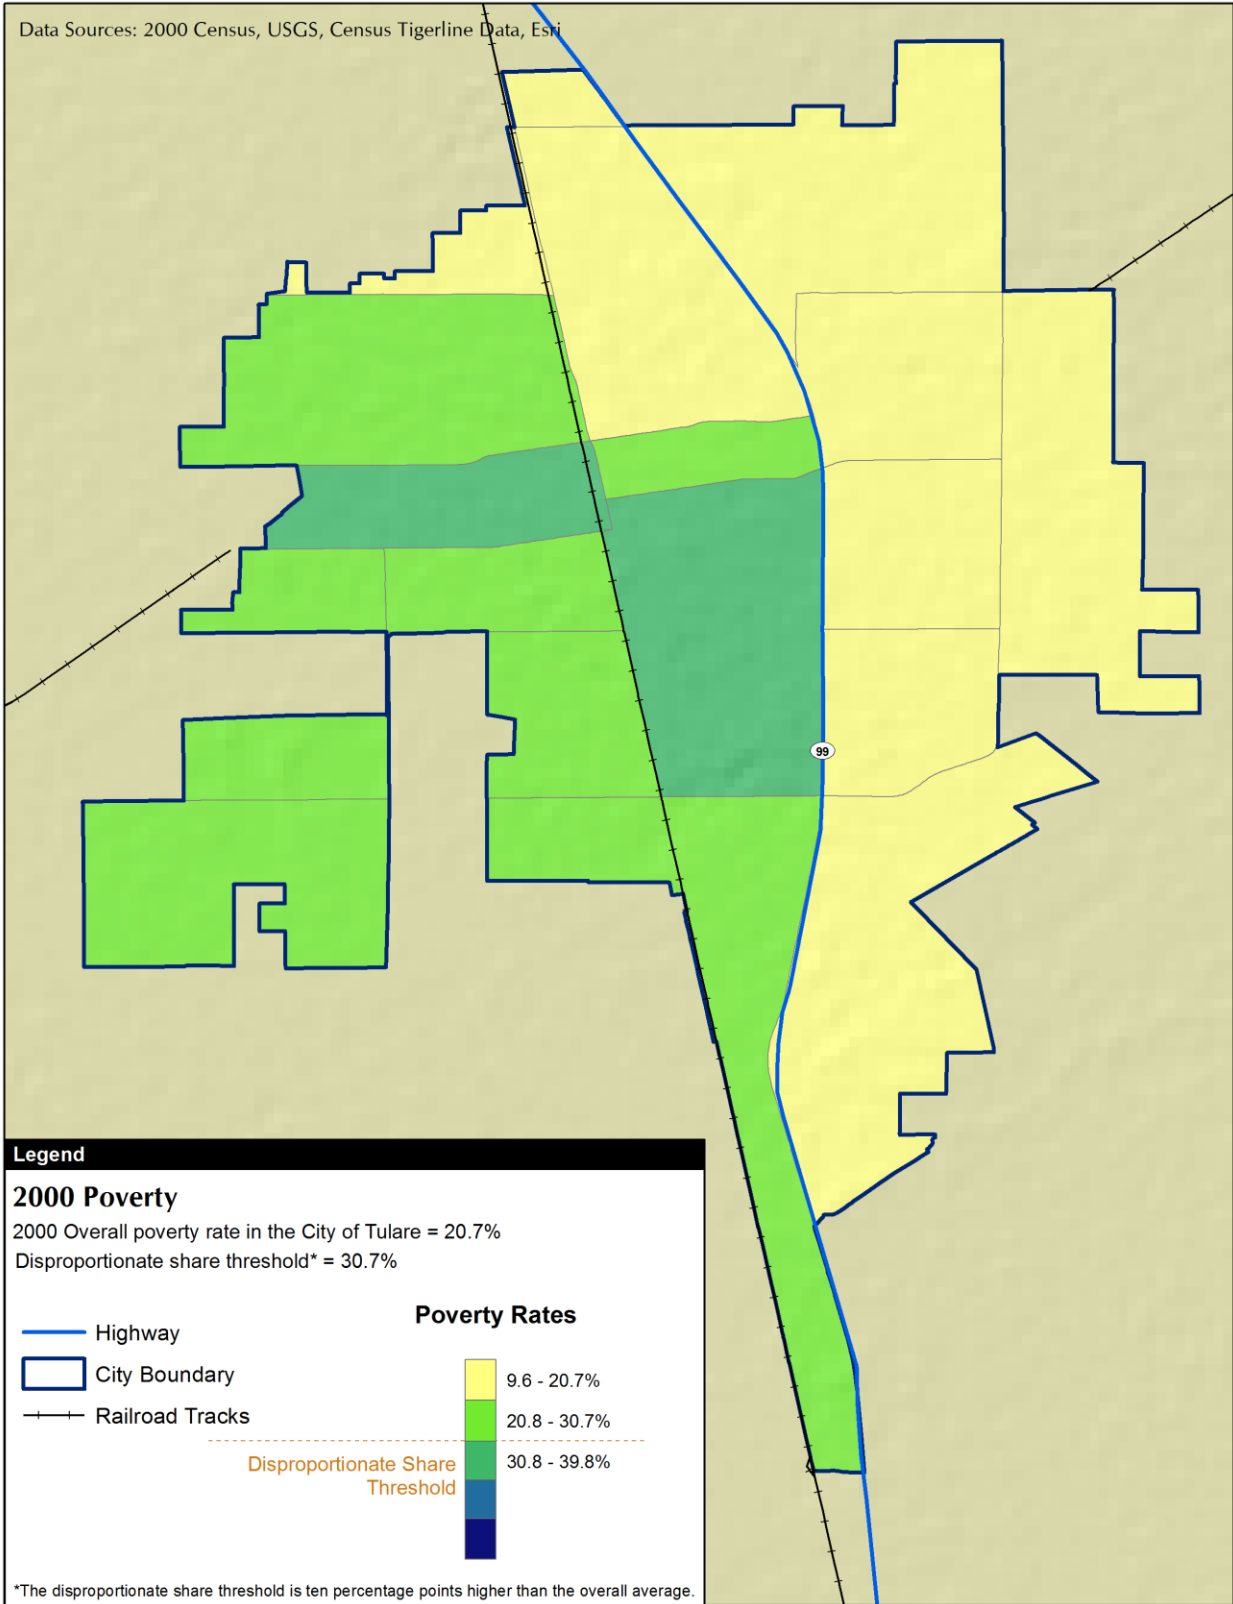 Data Sources: 2000 Census, USGS, Census Tigerline Data, Esri
99
Legend
2000 Poverty
2000 Overall poverty rate in the City of Tulare = 20.7%
Disproportionate share threshold* = 30.7%
Poverty Rates
Highway
City Boundary
Railroad Tracks
9.6 - 20.7%
20.8 - 30.7%
30.8 - 39.8%
Disproportionate Share
Threshold
*The disproportionate share threshold is ten percentage points higher than the overall average.